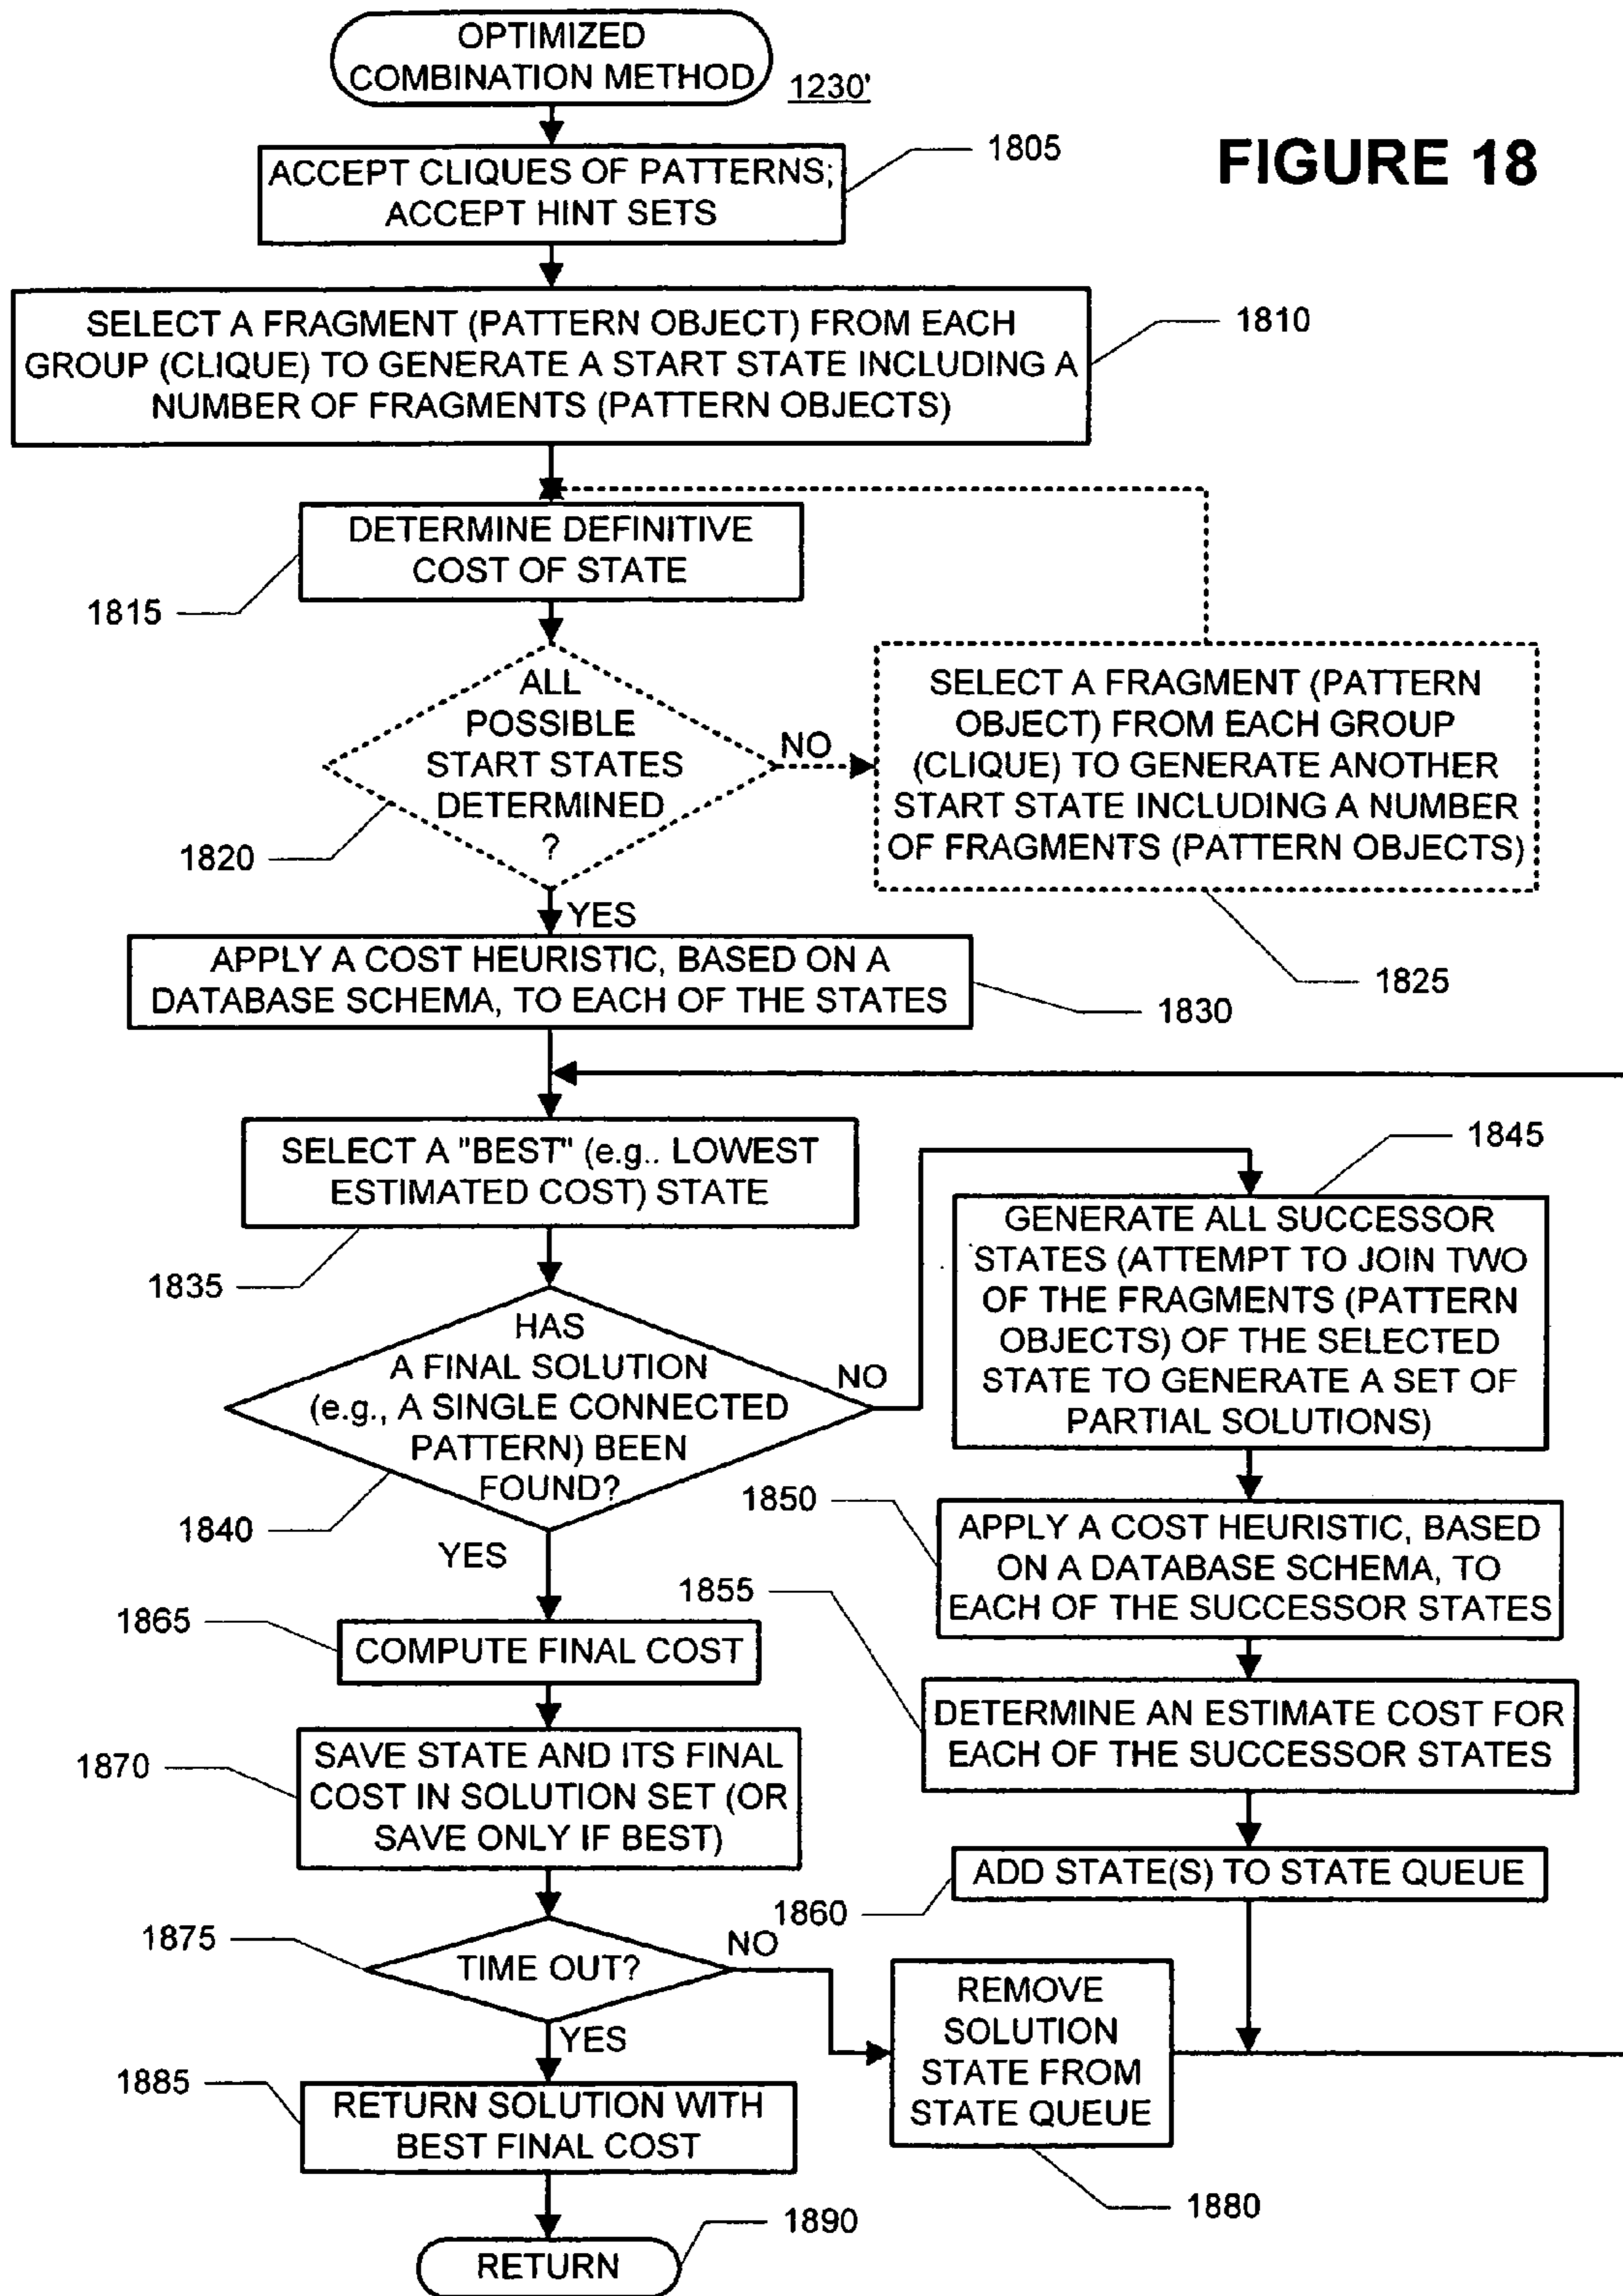 OPTIMIZED
COMBINATION METHOD
1230'
FIGURE 18
1805
ACCEPT CLIQUES OF PATTERNS;
ACCEPT HINT SETS
1810
SELECT A FRAGMENT (PATTERN OBJECT) FROM EACH
GROUP (CLIQUE) TO GENERATE A START STATE INCLUDING A
NUMBER OF FRAGMENTS (PATTERN OBJECTS)
DETERMINE DEFINITIVE
COST OF STATE
1815
ALL
POSSIBLE
START STATES
DETERMINED
?
1820
NO
SELECT A FRAGMENT (PATTERN
OBJECT) FROM EACH GROUP
(CLIQUE) TO GENERATE ANOTHER
START STATE INCLUDING A NUMBER
OF FRAGMENTS (PATTERN OBJECTS)
1825
YES
APPLY A COST HEURISTIC, BASED ON A
DATABASE SCHEMA, TO EACH OF THE STATES
1830
SELECT A "BEST" (e.g.. LOWEST
ESTIMATED COST) STATE
1835
HAS
A FINAL SOLUTION
(e.g., A SINGLE CONNECTED
PATTERN) BEEN
FOUND?
1840
NO
1845
GENERATE ALL SUCCESSOR
STATES (ATTEMPT TO JOIN TWO
OF THE FRAGMENTS (PATTERN
OBJECTS) OF THE SELECTED
STATE TO GENERATE A SET OF
PARTIAL SOLUTIONS)
1850
APPLY A COST HEURISTIC, BASED
ON A DATABASE SCHEMA, TO
EACH OF THE SUCCESSOR STATES
1855
DETERMINE AN ESTIMATE COST FOR
EACH OF THE SUCCESSOR STATES
ADD STATE(S) TO STATE QUEUE
1860
YES
1865
COMPUTE FINAL COST
1870
SAVE STATE AND ITS FINAL
COST IN SOLUTION SET (OR
SAVE ONLY IF BEST)
1875
TIME OUT?
NO
REMOVE
SOLUTION
STATE FROM
STATE QUEUE
1880
YES
1885
RETURN SOLUTION WITH
BEST FINAL COST
1890
RETURN